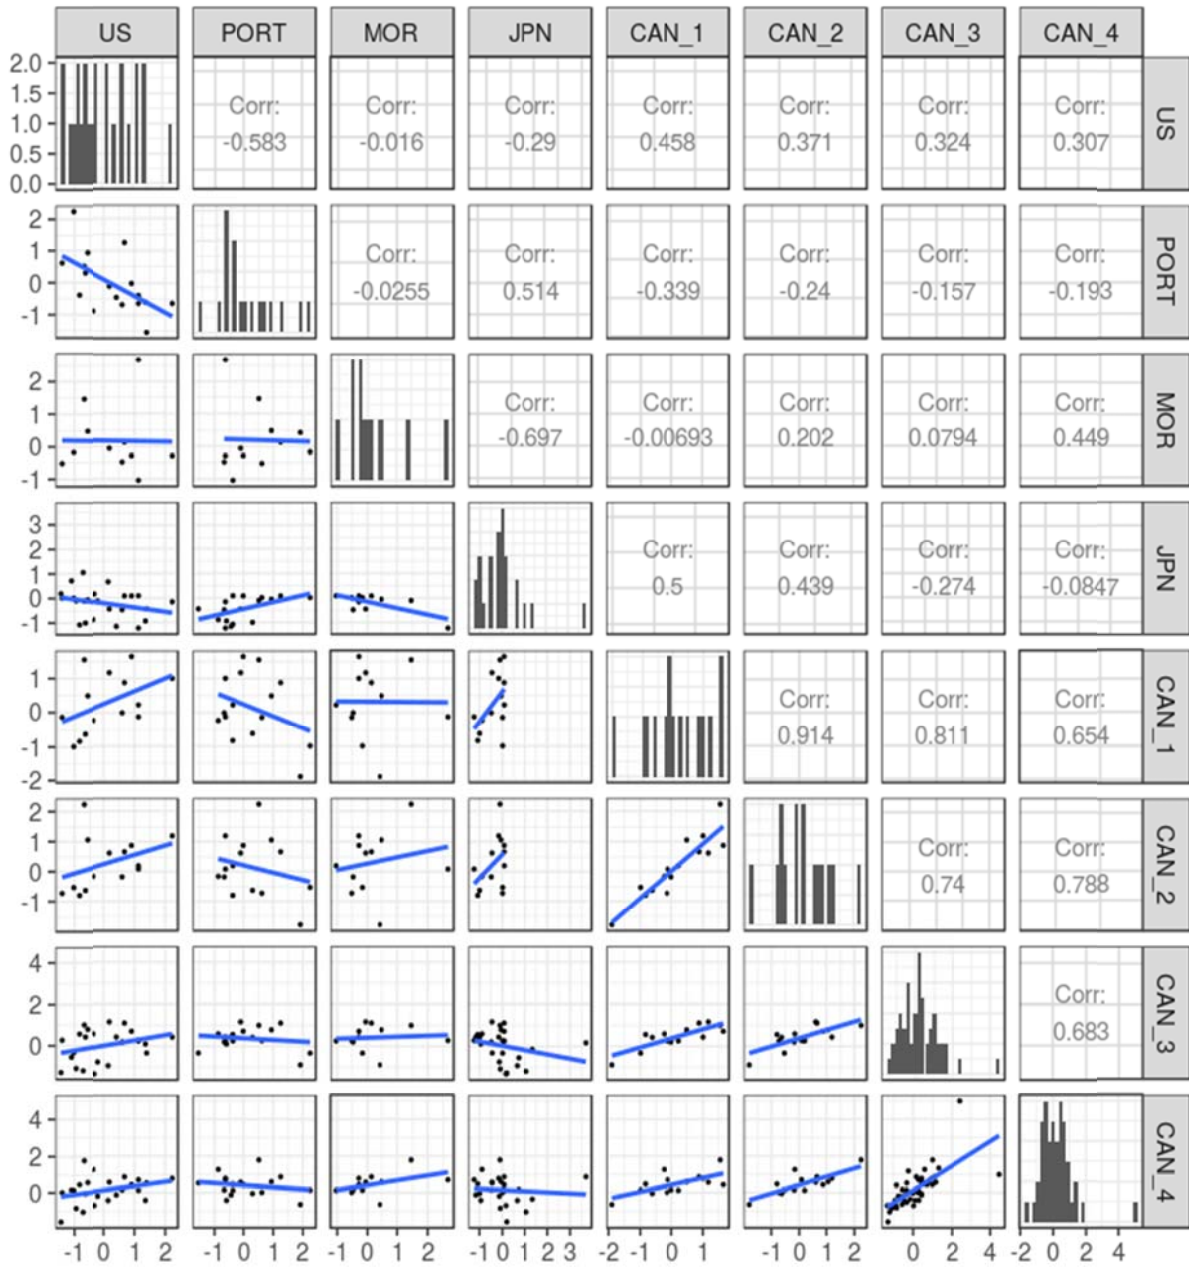 US PORT MOR JPN CAN_1 CAN_2 CAN_3 CAN_4
2.0
1.5
1.0
0.5
0.0
Corr: Corr: Corr: Corr: Corr: Corr: Corr:
-0.583 -0.016 -0.29 0.458 0.371 0.324 0.307
US
2
1
0
-1
Corr: Corr: Corr: Corr: Corr: Corr:
-0.0255 0.514 -0.339 -0.24 -0.157 -0.193
PORT
2
1
0
-1
Corr: Corr: Corr: Corr: Corr:
-0.697 -0.00693 0.202 0.0794 0.449
MOR
3
2
1
0
-1
Corr: Corr: Corr: Corr:
0.5 0.439 -0.274 -0.0847
JPN
1
0
-1
-2
Corr: Corr: Corr:
0.914 0.811 0.654
CAN_1
2
1
0
-1
Corr: Corr:
0.74 0.788
CAN_2
4
2
0
Corr:
0.683
CAN_3
4
2
0
CAN_4
-1 0 1 2 -1 0 1 2 -1 0 1 2 -1 0 1 2 3 -2 -1 0 1 -1 0 1 2 0 2 4 -2 0 2 4